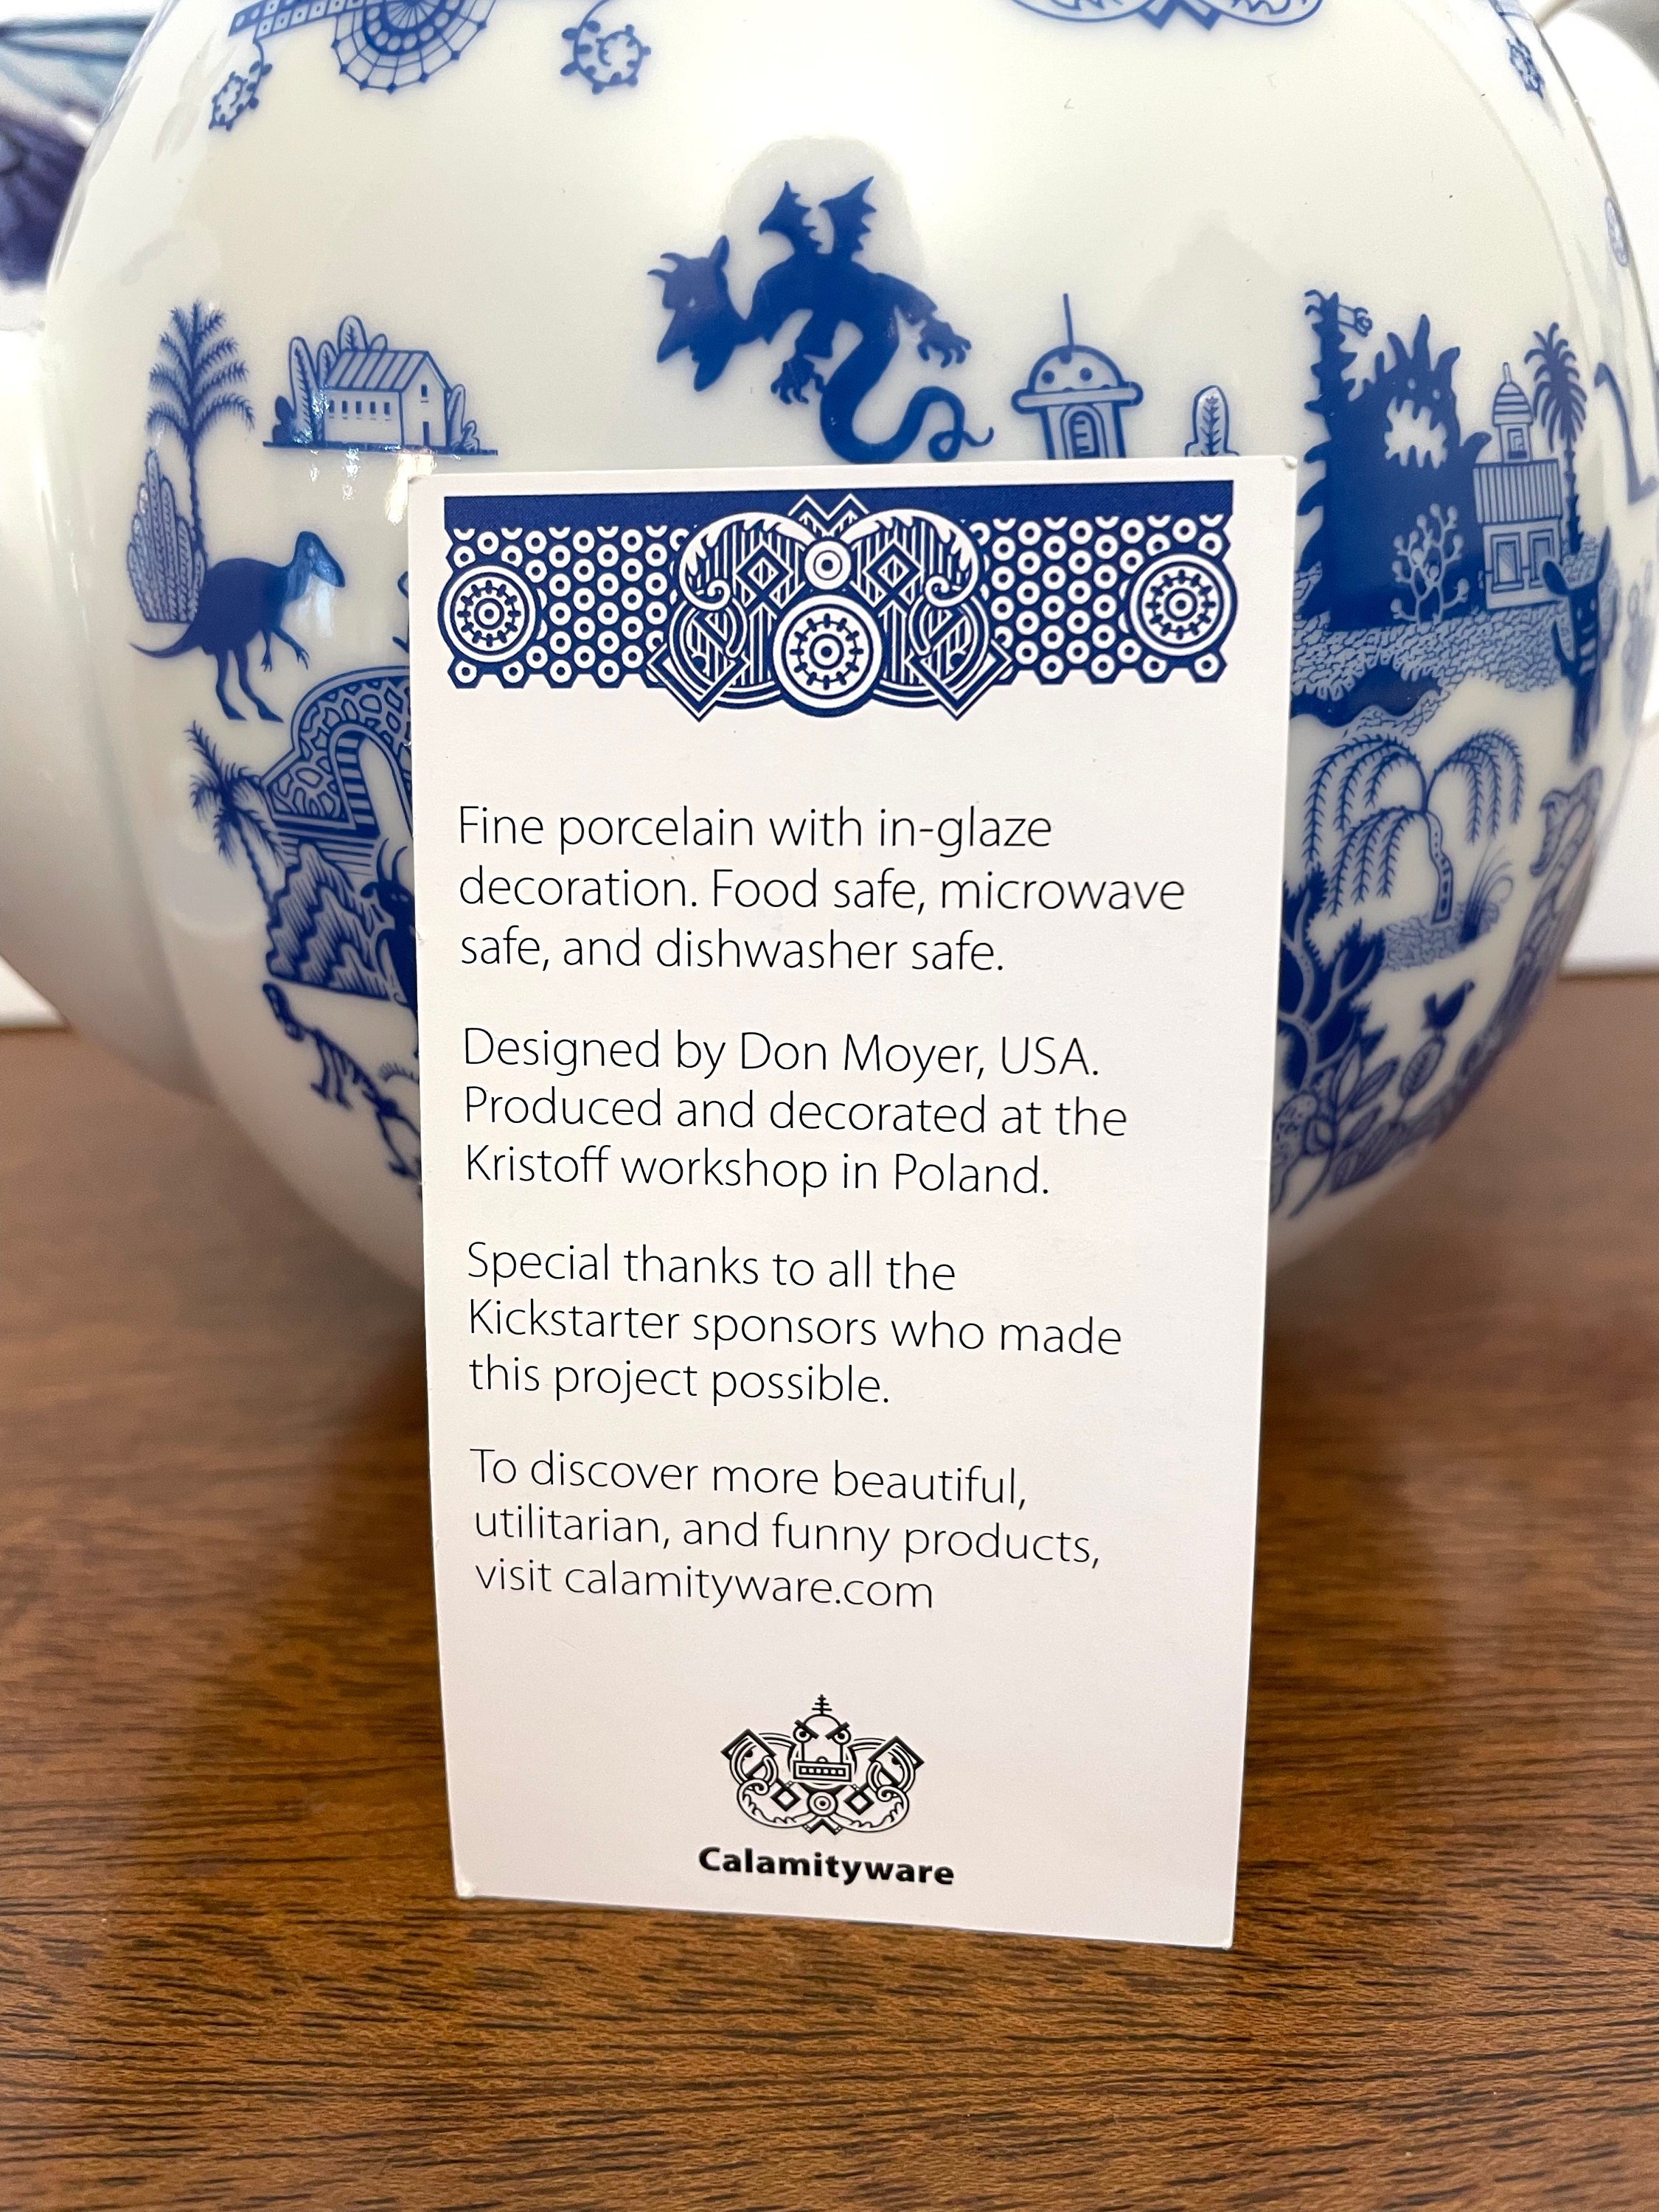 Fine porcelain with in-glaze
decoration. Food safe, microwave
safe, and dishwasher safe.
Designed by Don Moyer, USA.
Produced and decorated at the
Kristoff workshop in Poland.
Special thanks to all the
Kickstarter sponsors who made
this project possible.
To discover more beautiful,
utilitarian, and funny products,
visit calamityware.com
Calamityware